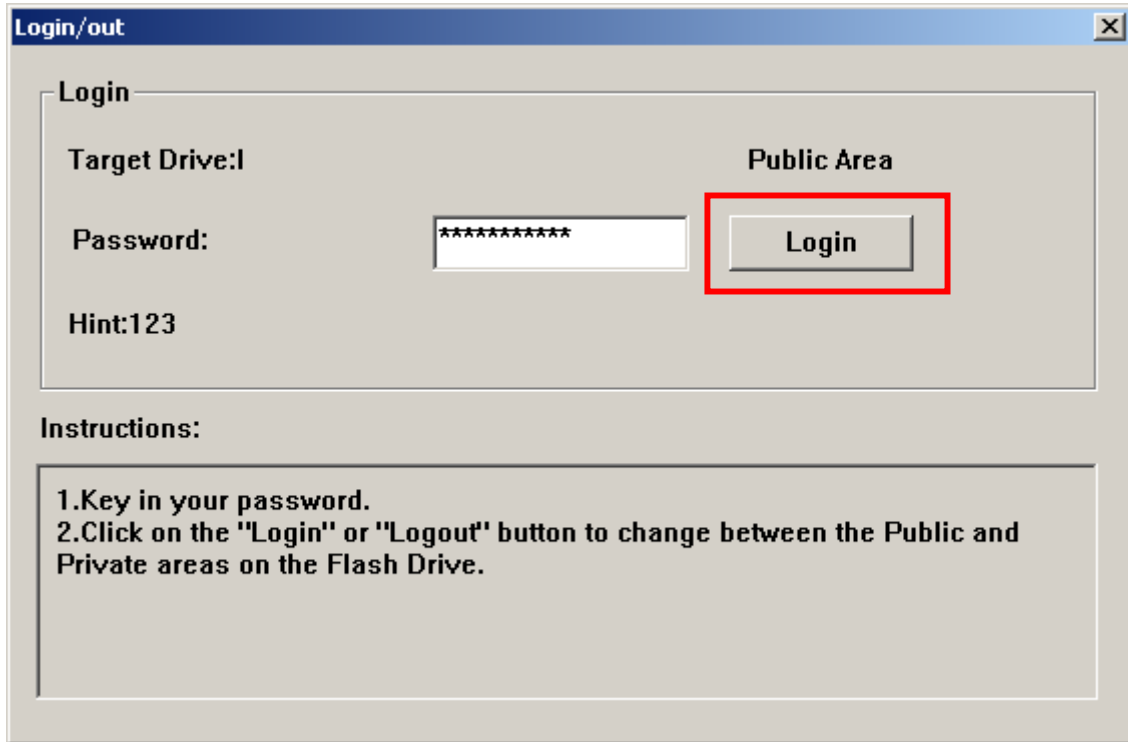 Login/out
Login
Target Drive:I
Public Area
Password:
***********
Login
Hint:123
Instructions:
1.Key in your password.
2.Click on the "Login" or "Logout" button to change between the Public and
Private areas on the Flash Drive.